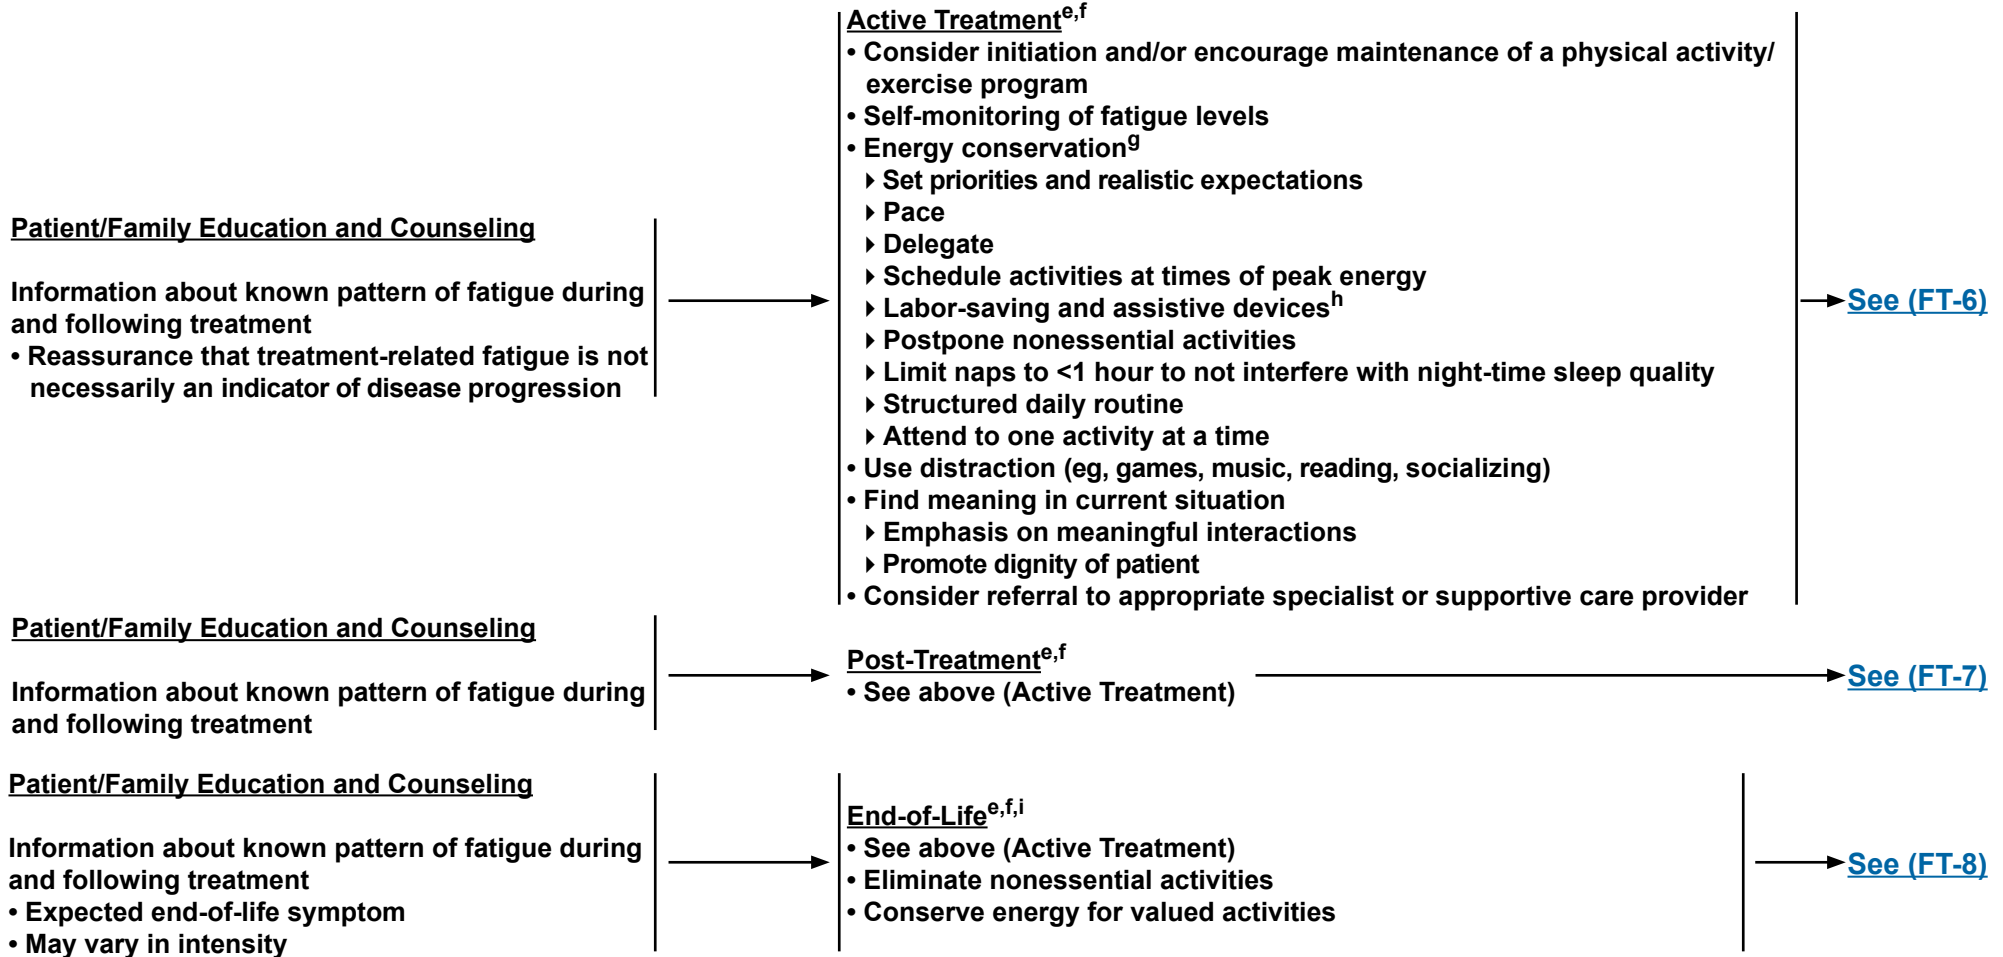 Patient/Family Education and Counseling
Information about known pattern of fatigue during
and following treatment
• Reassurance that treatment-related fatigue is not
necessarily an indicator of disease progression
Active Treatment^e,f
• Consider initiation and/or encourage maintenance of a physical activity/
exercise program
• Self-monitoring of fatigue levels
• Energy conservation^g
▸ Set priorities and realistic expectations
▸ Pace
▸ Delegate
▸ Schedule activities at times of peak energy
▸ Labor-saving and assistive devices^h
▸ Postpone nonessential activities
▸ Limit naps to <1 hour to not interfere with night-time sleep quality
▸ Structured daily routine
▸ Attend to one activity at a time
• Use distraction (eg, games, music, reading, socializing)
• Find meaning in current situation
▸ Emphasis on meaningful interactions
▸ Promote dignity of patient
• Consider referral to appropriate specialist or supportive care provider
See (FT-6)
Patient/Family Education and Counseling
Information about known pattern of fatigue during
and following treatment
Post-Treatment^e,f
• See above (Active Treatment)
See (FT-7)
Patient/Family Education and Counseling
Information about known pattern of fatigue during
and following treatment
• Expected end-of-life symptom
• May vary in intensity
End-of-Life^e,f,i
• See above (Active Treatment)
• Eliminate nonessential activities
• Conserve energy for valued activities
See (FT-8)